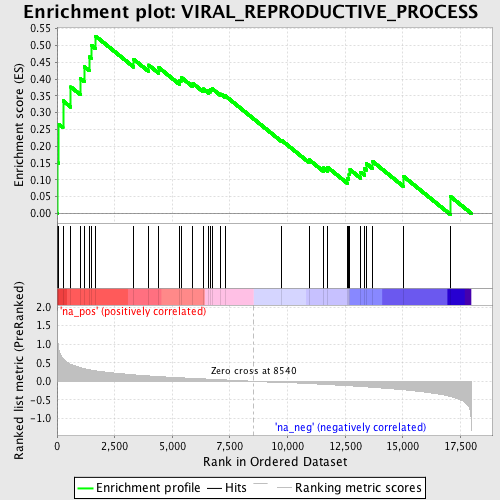 Enrichment plot: VIRAL_REPRODUCTIVE_PROCESS
Enrichment score (ES)
0.55
0.50
0.45
0.40
0.35
0.30
0.25
0.20
0.15
0.10
0.05
0.00
'na_pos' (positively correlated)
Ranked list metric (PreRanked)
2.0
1.5
1.0
0.5
0.0
-0.5
-1.0
Zero cross at 8540
'na_neg' (negatively correlated)
0 2,500 5,000 7,500 10,000 12,500 15,000 17,500
Rank in Ordered Dataset
Enrichment profile Hits Ranking metric scores